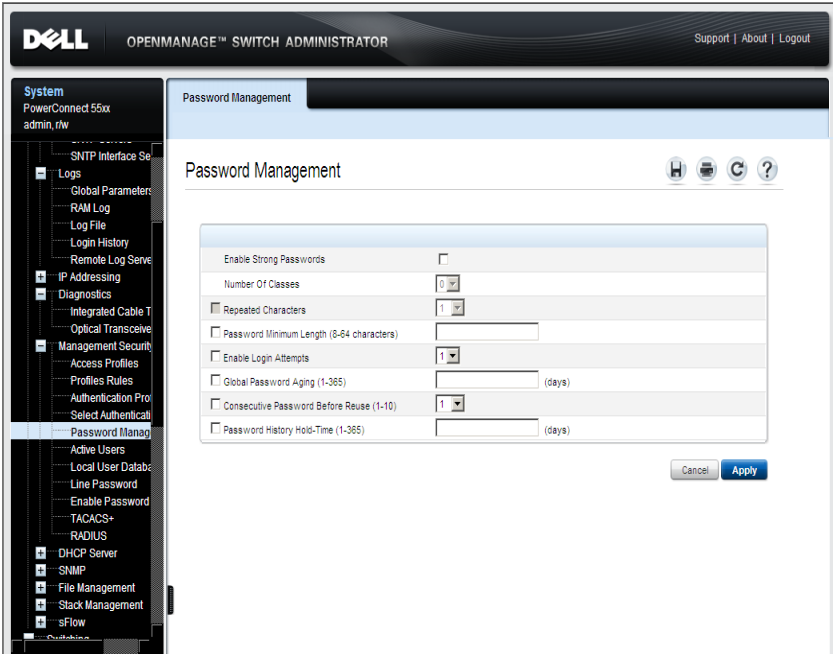 DELL OPENMANAGE™ SWITCH ADMINISTRATOR
Support | About | Logout
System
PowerConnect 55xx
admin, r/w
SNTP Interface Se
Logs
Global Parameters
RAM Log
Log File
Login History
Remote Log Serve
IP Addressing
Diagnostics
Integrated Cable T
Optical Transceive
Management Securit
Access Profiles
Profiles Rules
Authentication Pro
Select Authenticati
Password Manag
Active Users
Local User Databa
Line Password
Enable Password
TACACS+
RADIUS
DHCP Server
SNMP
File Management
Stack Management
sFlow
Switching
Password Management
Password Management
Enable Strong Passwords
Number Of Classes 0
Repeated Characters 1
Password Minimum Length (8-64 characters)
Enable Login Attempts 1
Global Password Aging (1-365) (days)
Consecutive Password Before Reuse (1-10) 1
Password History Hold-Time (1-365) (days)
Cancel Apply